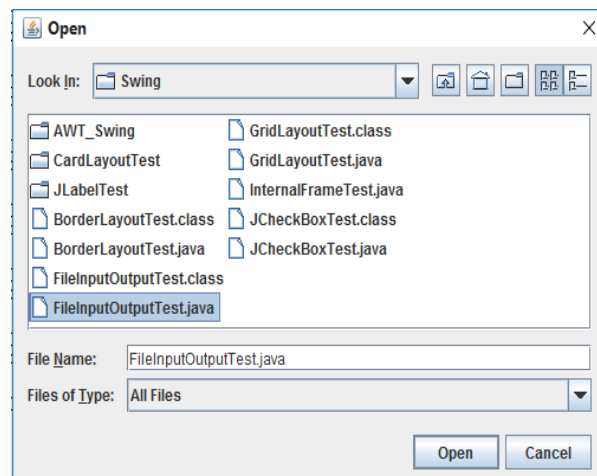 Open
Look In: Swing
AWT_Swing
CardLayoutTest
JLabelTest
BorderLayoutTest.class
BorderLayoutTest.java
FileInputOutputTest.class
FileInputOutputTest.java
GridLayoutTest.class
GridLayoutTest.java
InternalFrameTest.java
JCheckBoxTest.class
JCheckBoxTest.java
File Name: FileInputOutputTest.java
Files of Type: All Files
Open Cancel